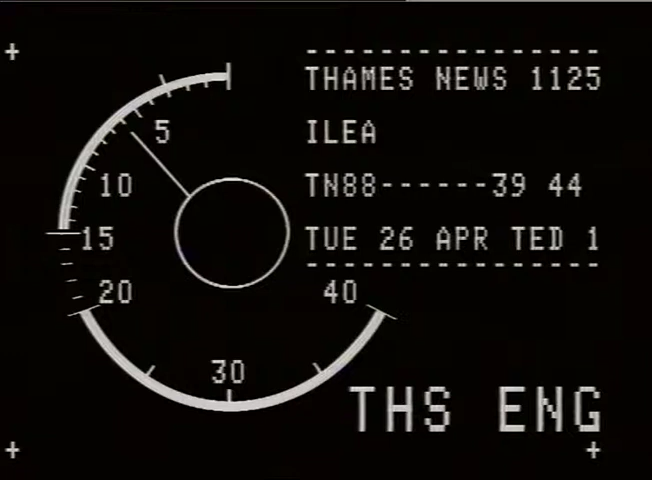 THAMES NEWS 1125
ILEA
TN88------39 44
TUE 26 APR TED 1
5
10
15
20
30
40
THS ENG